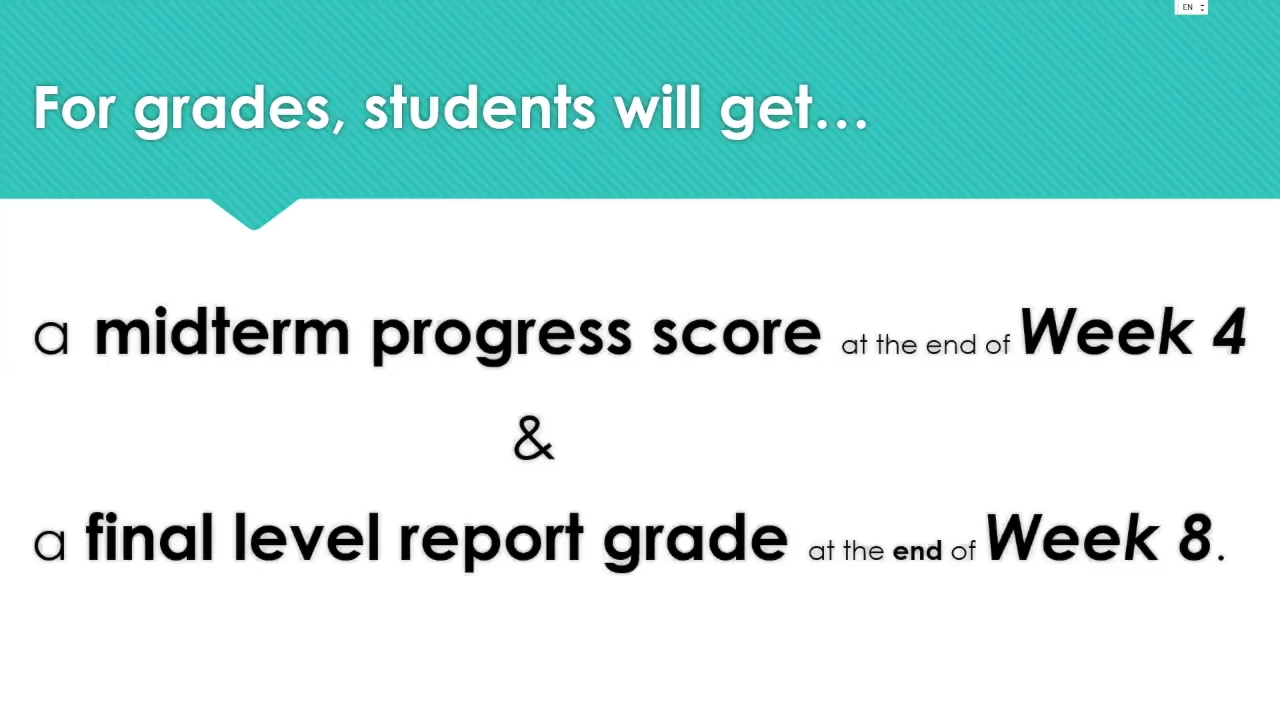 EN
For grades, students will get…
a midterm progress score at the end of Week 4
&
a final level report grade at the end of Week 8.